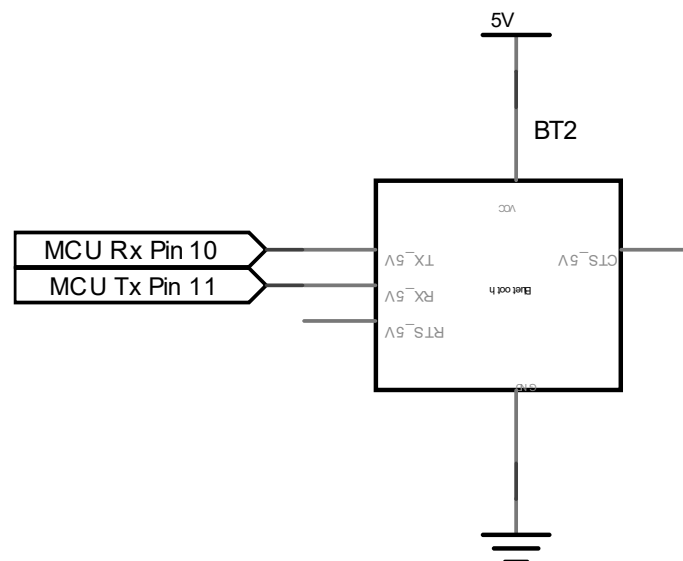 5V
BT2
VCC
MCU Rx Pin 10
TX_5V
CTS_5V
MCU Tx Pin 11
RX_5V
Bluetooth
RTS_5V
GND